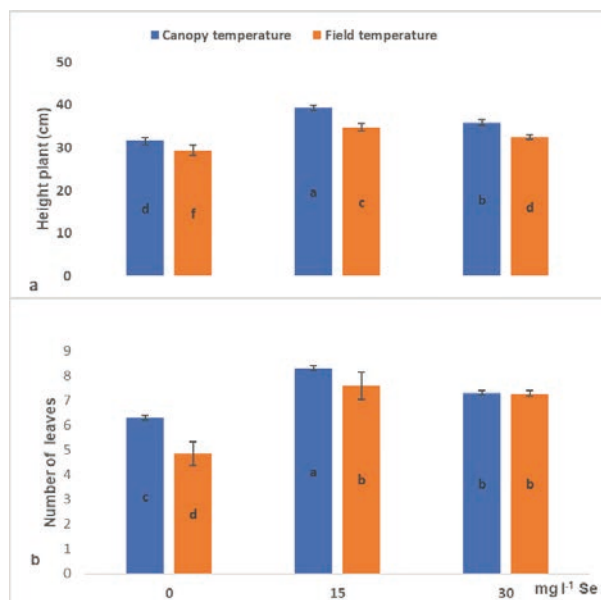 Canopy temperature Field temperature
Height plant (cm)
50
40
30
20
10
0
d f a c b d
a
Number of leaves
9
8
7
6
5
4
3
2
1
0
c d a b b b
b
0 15 30 mg l⁻¹ Se